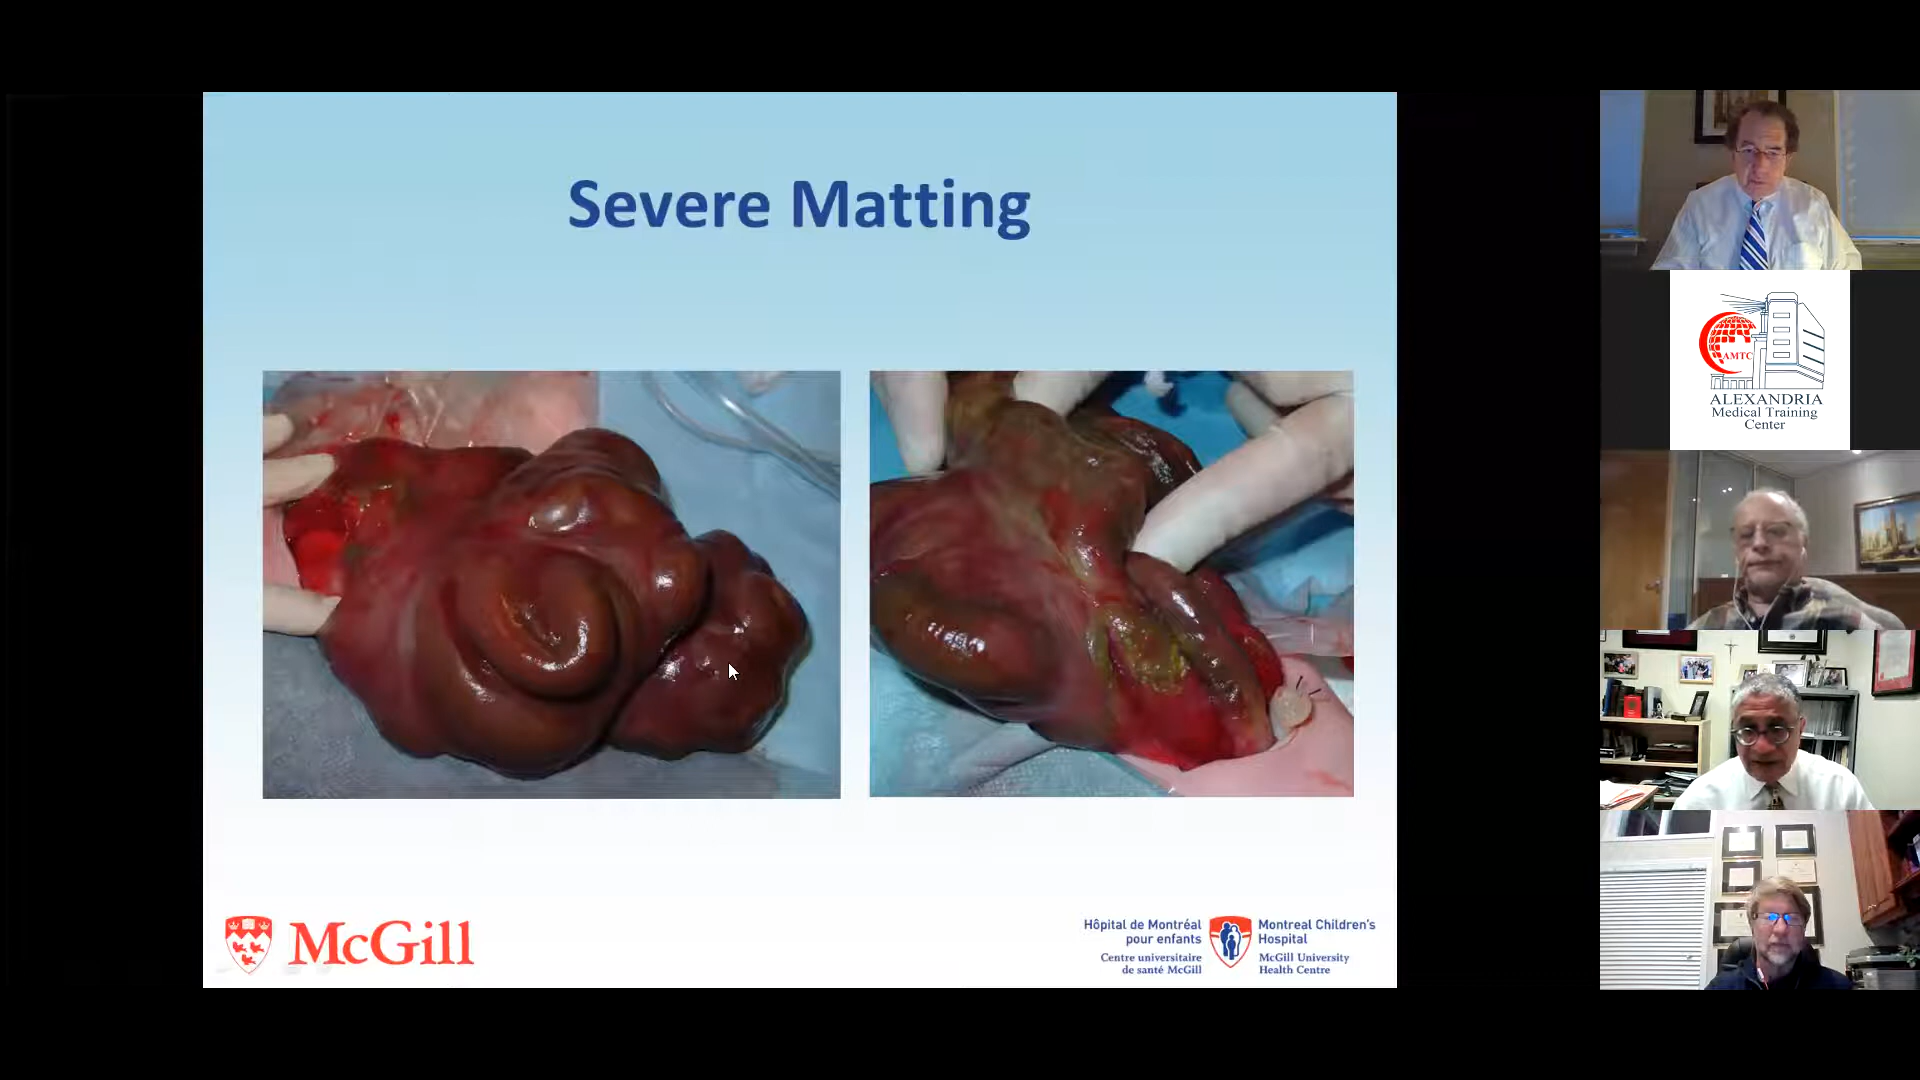 Severe Matting
McGill
Hôpital de Montréal
pour enfants
Centre universitaire
de santé McGill
Montreal Children's
Hospital
McGill University
Health Centre
AMTC
ALEXANDRIA
Medical Training
Center